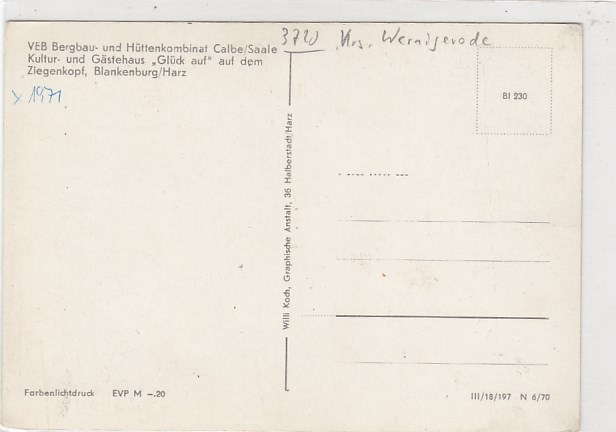 VEB Bergbau- und Hüttenkombinat Calbe/Saale
Kultur- und Gästehaus „Glück auf" auf dem
Ziegenkopf, Blankenburg/Harz
3720 Krs. Wernigerode
x 1971
BI 230
Willi Koch, Graphische Anstalt, 36 Halberstadt/Harz
Farbenlichtdruck EVP M –.20
III/18/197 N 6/70